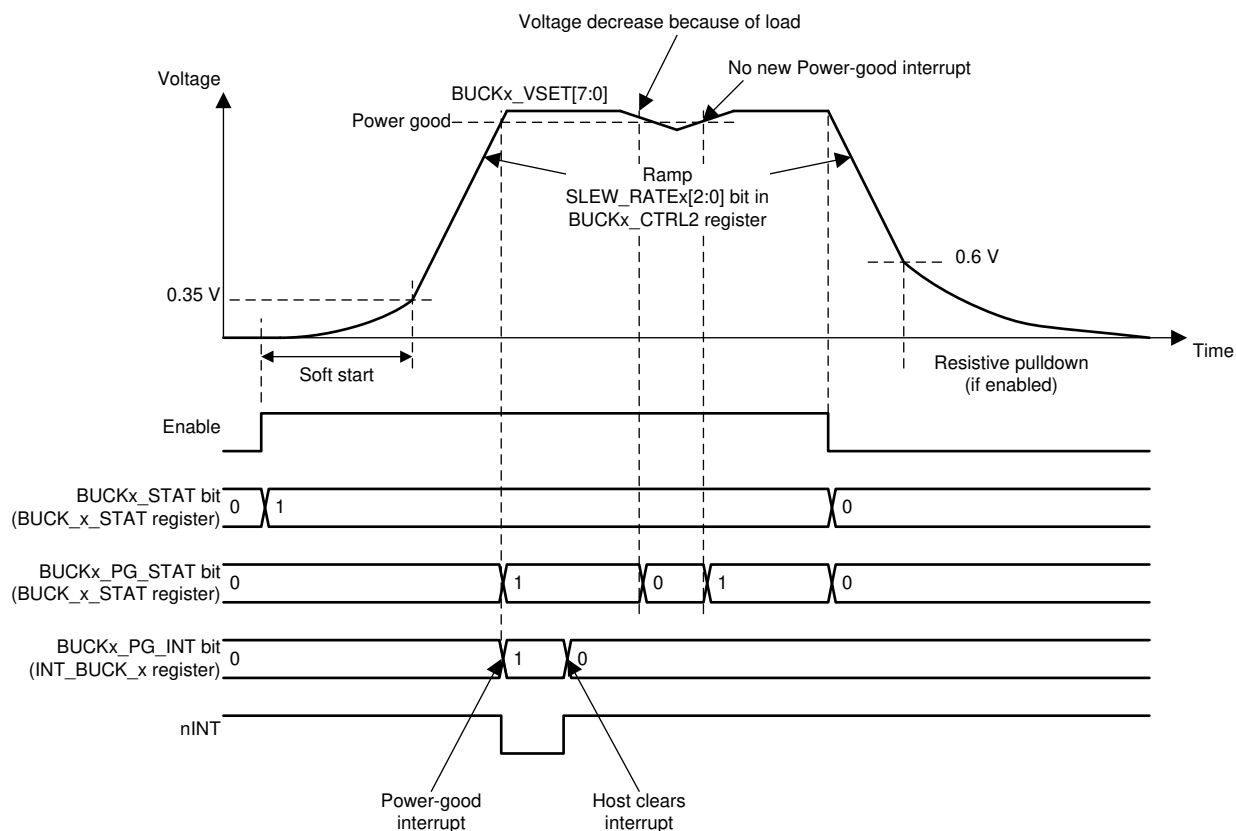 Voltage decrease because of load
No new Power-good interrupt
Voltage
BUCKx_VSET[7:0]
Power good
Ramp
SLEW_RATEx[2:0] bit in
BUCKx_CTRL2 register
0.6 V
0.35 V
Time
Soft start
Resistive pulldown
(if enabled)
Enable
BUCKx_STAT bit
(BUCK_x_STAT register)
0
1
0
BUCKx_PG_STAT bit
(BUCK_x_STAT register)
0
1
0
1
0
BUCKx_PG_INT bit
(INT_BUCK_x register)
0
1
0
nINT
Power-good
interrupt
Host clears
interrupt